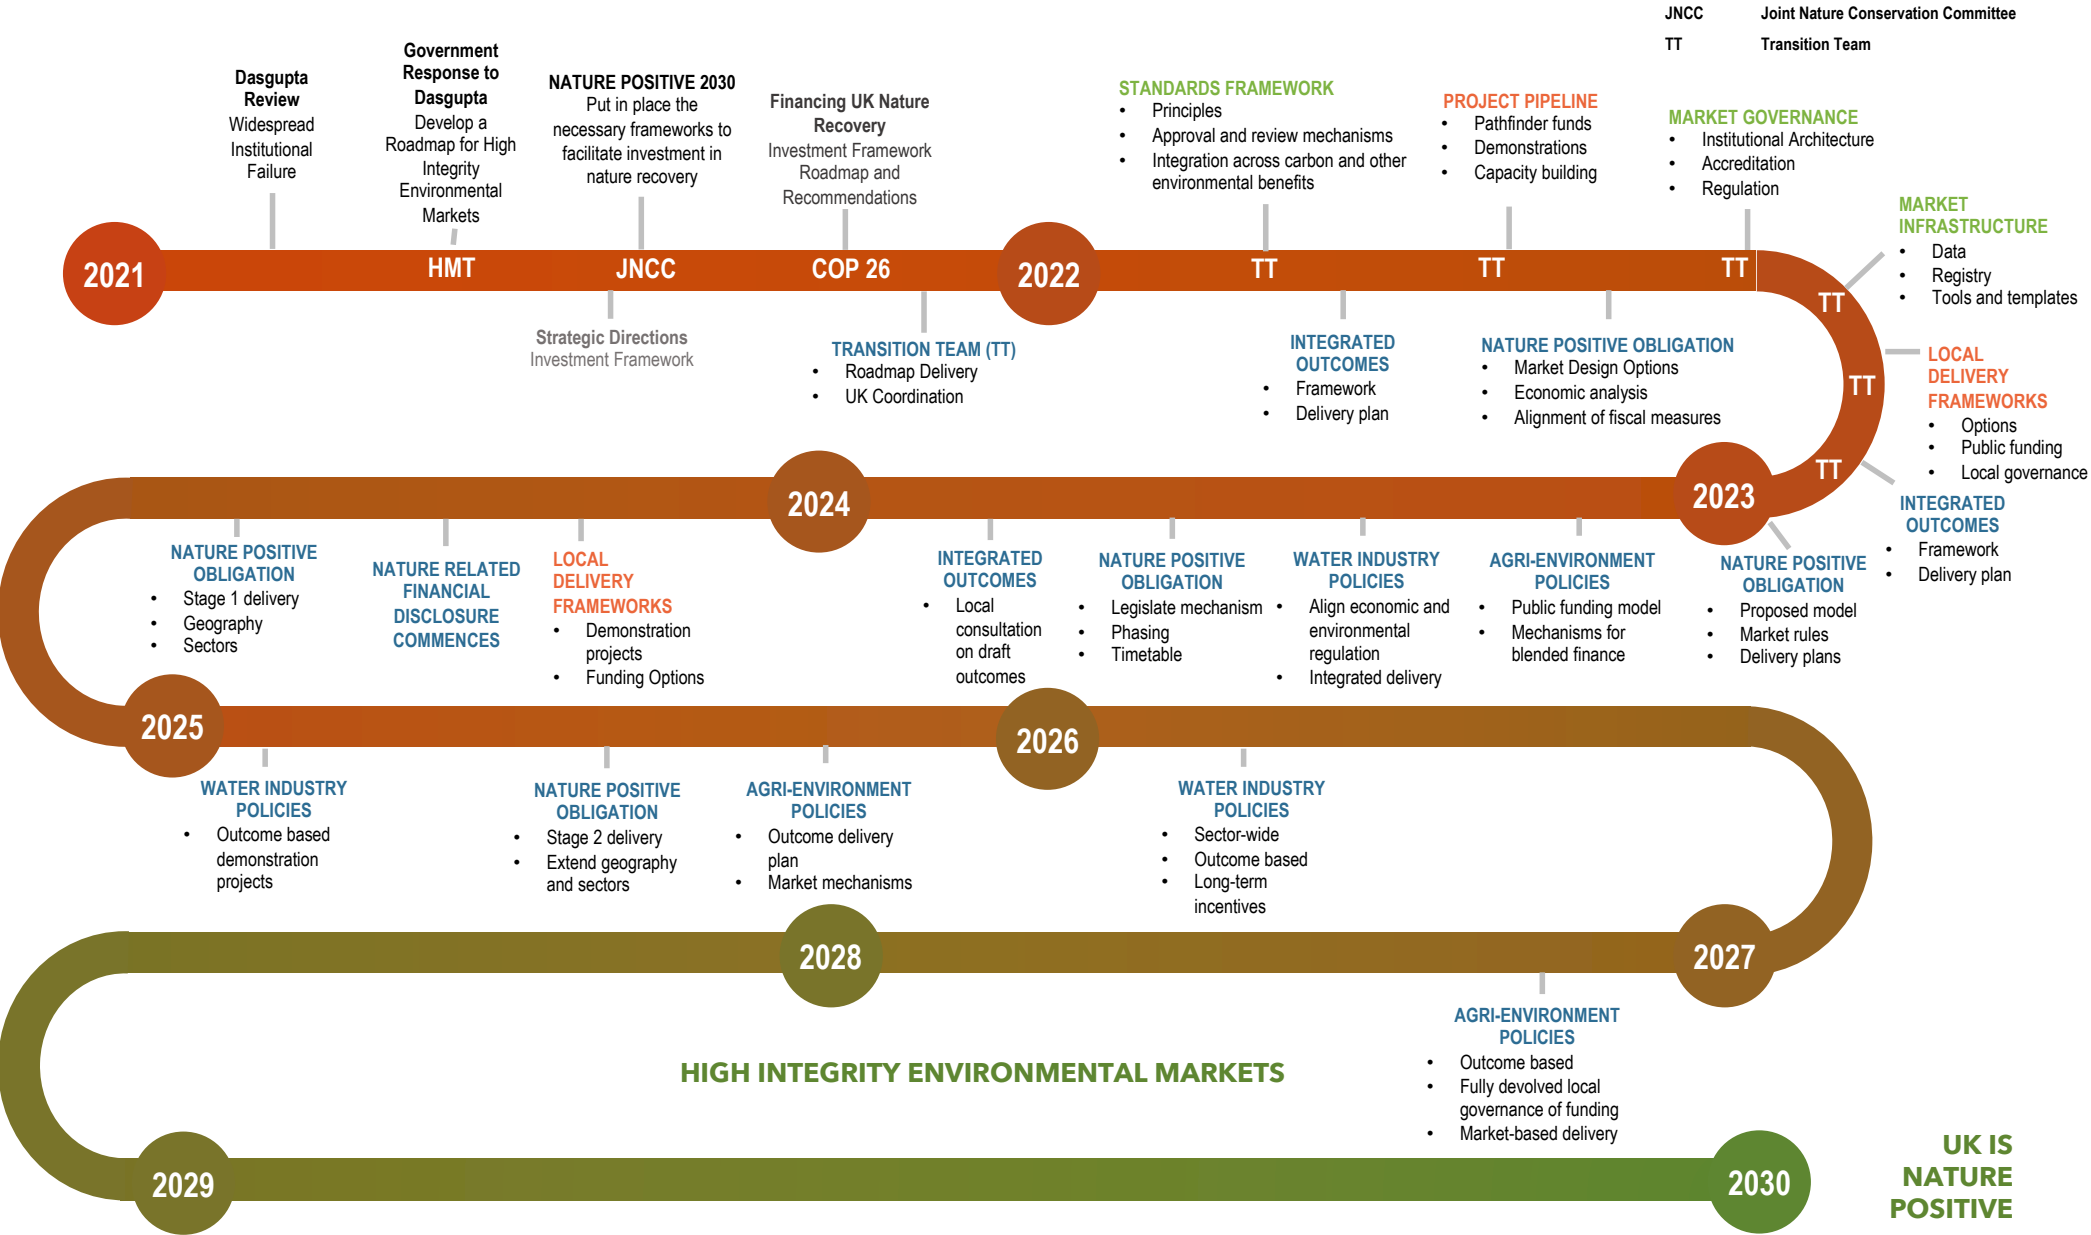 JNCC Joint Nature Conservation Committee
TT Transition Team
Dasgupta
Review
Widespread
Institutional
Failure
Government
Response to
Dasgupta
Develop a
Roadmap for High
Integrity
Environmental
Markets
NATURE POSITIVE 2030
Put in place the
necessary frameworks to
facilitate investment in
nature recovery
Financing UK Nature
Recovery
Investment Framework
Roadmap and
Recommendations
STANDARDS FRAMEWORK
• Principles
• Approval and review mechanisms
• Integration across carbon and other
environmental benefits
PROJECT PIPELINE
• Pathfinder funds
• Demonstrations
• Capacity building
MARKET GOVERNANCE
• Institutional Architecture
• Accreditation
• Regulation
MARKET
INFRASTRUCTURE
• Data
• Registry
• Tools and templates
2021
HMT
JNCC
COP 26
2022
TT
TT
TT
TT
TT
TT
Strategic Directions
Investment Framework
TRANSITION TEAM (TT)
• Roadmap Delivery
• UK Coordination
INTEGRATED
OUTCOMES
• Framework
• Delivery plan
NATURE POSITIVE OBLIGATION
• Market Design Options
• Economic analysis
• Alignment of fiscal measures
LOCAL
DELIVERY
FRAMEWORKS
• Options
• Public funding
• Local governance
INTEGRATED
OUTCOMES
• Framework
• Delivery plan
2023
2024
NATURE POSITIVE
OBLIGATION
• Stage 1 delivery
• Geography
• Sectors
NATURE RELATED
FINANCIAL
DISCLOSURE
COMMENCES
LOCAL
DELIVERY
FRAMEWORKS
• Demonstration
projects
• Funding Options
INTEGRATED
OUTCOMES
• Local
consultation
on draft
outcomes
NATURE POSITIVE
OBLIGATION
• Legislate mechanism
• Phasing
• Timetable
WATER INDUSTRY
POLICIES
• Align economic and
environmental
regulation
• Integrated delivery
AGRI-ENVIRONMENT
POLICIES
• Public funding model
• Mechanisms for
blended finance
NATURE POSITIVE
OBLIGATION
• Proposed model
• Market rules
• Delivery plans
2025
2026
WATER INDUSTRY
POLICIES
• Outcome based
demonstration
projects
NATURE POSITIVE
OBLIGATION
• Stage 2 delivery
• Extend geography
and sectors
AGRI-ENVIRONMENT
POLICIES
• Outcome delivery
plan
• Market mechanisms
WATER INDUSTRY
POLICIES
• Sector-wide
• Outcome based
• Long-term
incentives
2028
2027
AGRI-ENVIRONMENT
POLICIES
• Outcome based
• Fully devolved local
governance of funding
• Market-based delivery
HIGH INTEGRITY ENVIRONMENTAL MARKETS
2029
2030
UK IS
NATURE
POSITIVE